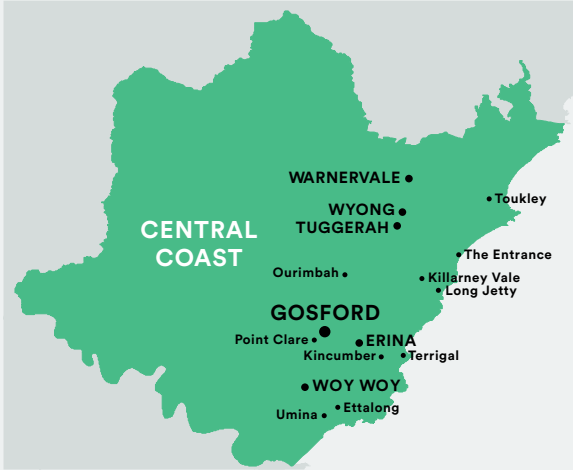 WARNERVALE
Toukley
WYONG
TUGGERAH
CENTRAL
COAST
The Entrance
Ourimbah
Killarney Vale
Long Jetty
GOSFORD
Point Clare
ERINA
Kincumber
Terrigal
WOY WOY
Ettalong
Umina